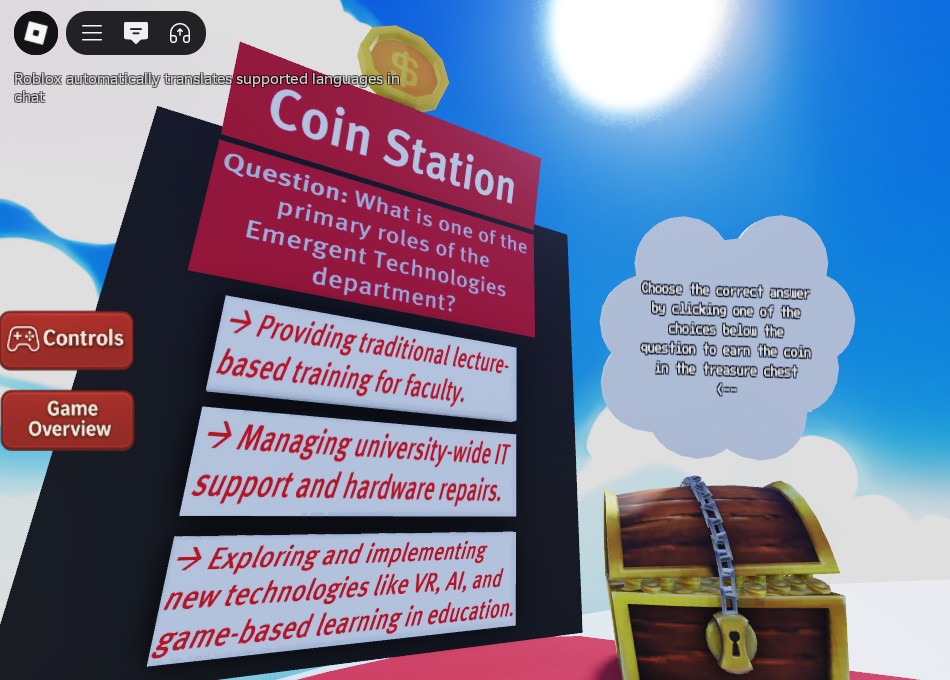 Roblox automatically translates supported languages in
chat
Coin Station
Question: What is one of the
primary roles of the
Emergent Technologies
department?
→ Providing traditional lecture-
based training for faculty.
→ Managing university-wide IT
support and hardware repairs.
→ Exploring and implementing
new technologies like VR, AI, and
game-based learning in education.
Controls
Game
Overview
Choose the correct answer
by clicking one of the
choices below the
question to earn the coin
in the treasure chest
<--
$